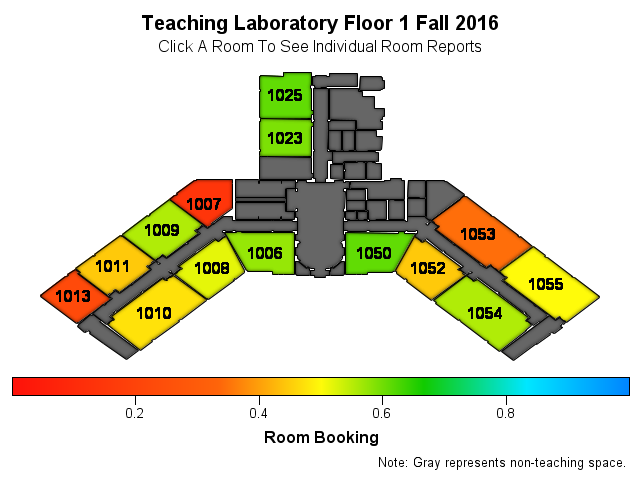 Teaching Laboratory Floor 1 Fall 2016
Click A Room To See Individual Room Reports
1025
1023
1007
1009
1053
1006
1050
1011
1008
1052
1055
1013
1010
1054
0.2 0.4 0.6 0.8
Room Booking
Note: Gray represents non-teaching space.